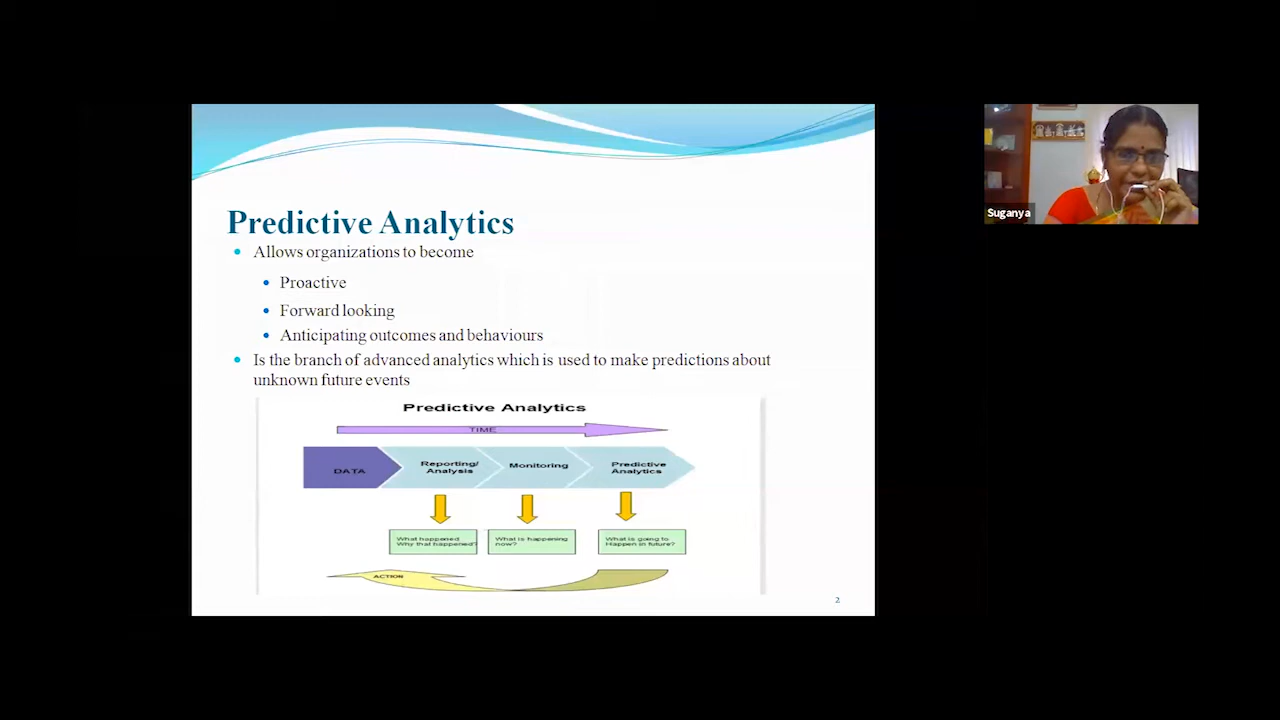 Predictive Analytics
Allows organizations to become
Proactive
Forward looking
Anticipating outcomes and behaviours
Is the branch of advanced analytics which is used to make predictions about
unknown future events
Predictive Analytics
TIME
DATA
Reporting/
Analysis
Monitoring
Predictive
Analytics
What happened
Why that happened?
What is happening
now?
What is going to
Happen in future?
ACTION
2
Suganya